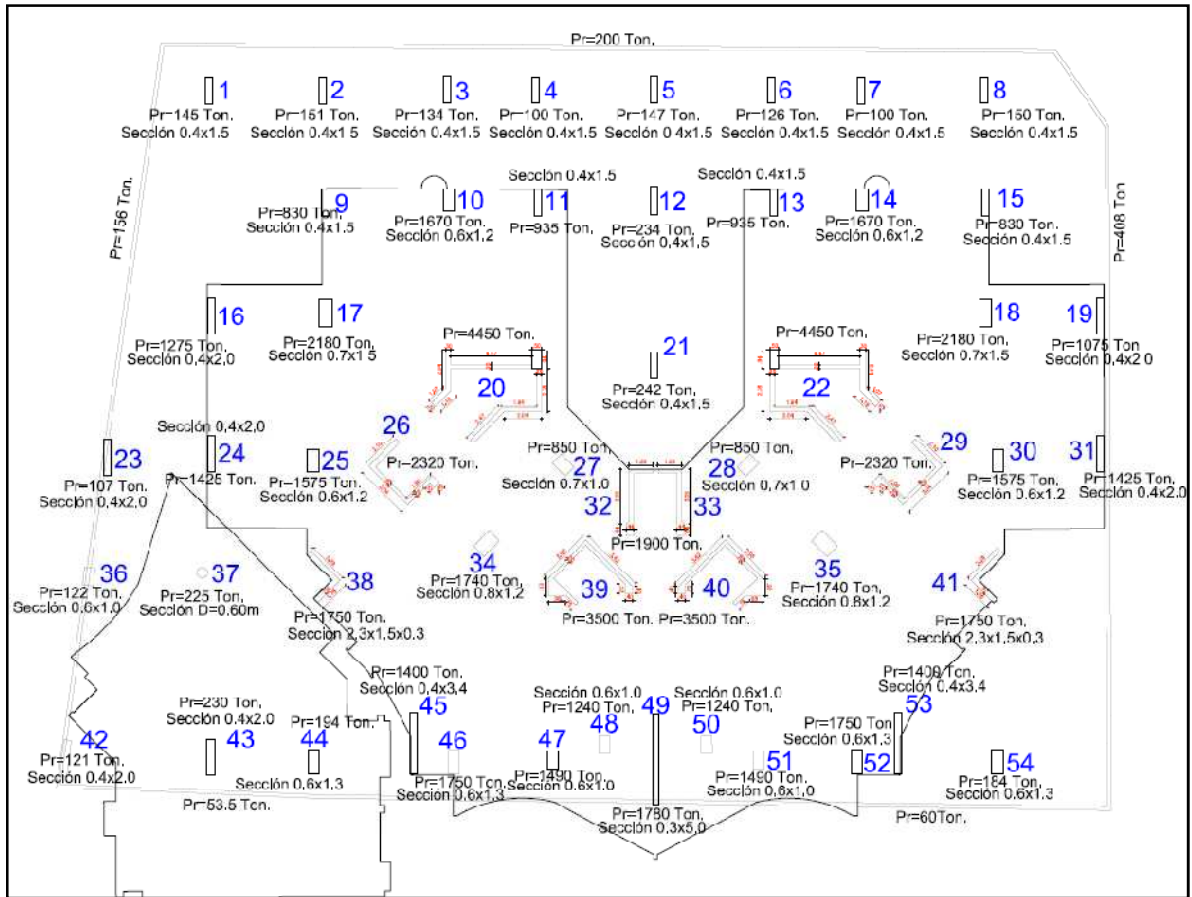 Pr=200 Ton,
1 2 3 4 5 6 7 8
Pr=145 Ton. Pr=151 Ton. Pr=134 Ton. Pr=100 Ton. Pr=147 Ton. Pr=126 Ton. Pr=100 Ton. Pr=150 Ton.
Sección 0.4x1.5 Sección 0.4x1.5 Sección 0.4x1.5 Sección 0.4x1.5 Sección 0.4x1.5 Sección 0.4x1.5 Sección 0.4x1.5 Sección 0.4x1.5
Pr=156 Ton.
Pr=408 Ton
Sección 0.4x1.5 Sección 0.4x1.5
9 10 11 12 13 14 15
Pr=830 Ton, Pr=1670 Ton, Pr=935 Ton, Pr=234 Ton, Pr=935 Ton, Pr=1670 Ton, Pr=830 Ton,
Sección 0.4x1.5 Sección 0.6x1,2 Sección 0,4x1,5 Sección 0.6x1,2 Sección 0.4x1.5
16 17 18 19
Pr=1275 Ton, Pr=2180 Ton, Pr=4450 Ton, Pr=4450 Ton, Pr=2180 Ton, Pr=1075 Ton,
Sección 0,4x2,0 Sección 0.7x1.5 Sección 0.7x1.5 Sección 0,4x2.0
20 21 22
Pr=242 Ton,
Sección 0,4x1,5
Sección 0,4x2,0
23 24 25 26 27 28 29 30 31
Pr=107 Ton, Pr=1425 Ton. Pr=1575 Ton, Pr=2320 Ton, Pr=850 Ton, Pr=850 Ton, Pr=2320 Ton, Pr=1575 Ton, Pr=1425 Ton,
Sección 0,4x2,0 Sección 0.6x1.2 Sección 0.7x1.0 Sección 0,7x1.0 Sección 0.6x1.2 Sección 0.4x2.0
32 33
Pr=1900 Ton,
34 35
Pr=1740 Ton, Pr=1740 Ton,
Sección 0.8x1.2 Sección 0.8x1.2
36 37 38 39 40 41
Pr=122 Ton, Pr=225 Ton, Pr=1750 Ton, Pr=3500 Ton. Pr=3500 Ton. Pr=1750 Ton,
Sección 0.6x1.0 Sección D=0.60m Sección 2,3x1,5x0.3 Sección 2,3x1,5x0,3
Pr=1400 Ton, Pr=1400 Ton,
Sección 0,4x3,4 Sección 0,4x3,4
Pr=230 Ton, Sección 0.6x1.0 Sección 0.6x1.0
Sección 0.4x2.0 Pr=194 Ton, Pr=1240 Ton, Pr=1240 Ton, Pr=1750 Ton
Sección 0.6x1,3
42 43 44 45 46 47 48 49 50 51 52 53 54
Pr=121 Ton, Pr=1750 Ton, Pr=1490 Ton, Pr=1490 Ton, Pr=184 Ton,
Sección 0.4x2.0 Sección 0.6x1,3 Sección 0.6x1.3 Sección 0.6x1.0 Sección 0,6x1,0 Sección 0.6x1.3
Pr=53.5 Ton. Pr=1780 Ton, Pr=60Ton,
Sección 0.3x5,0